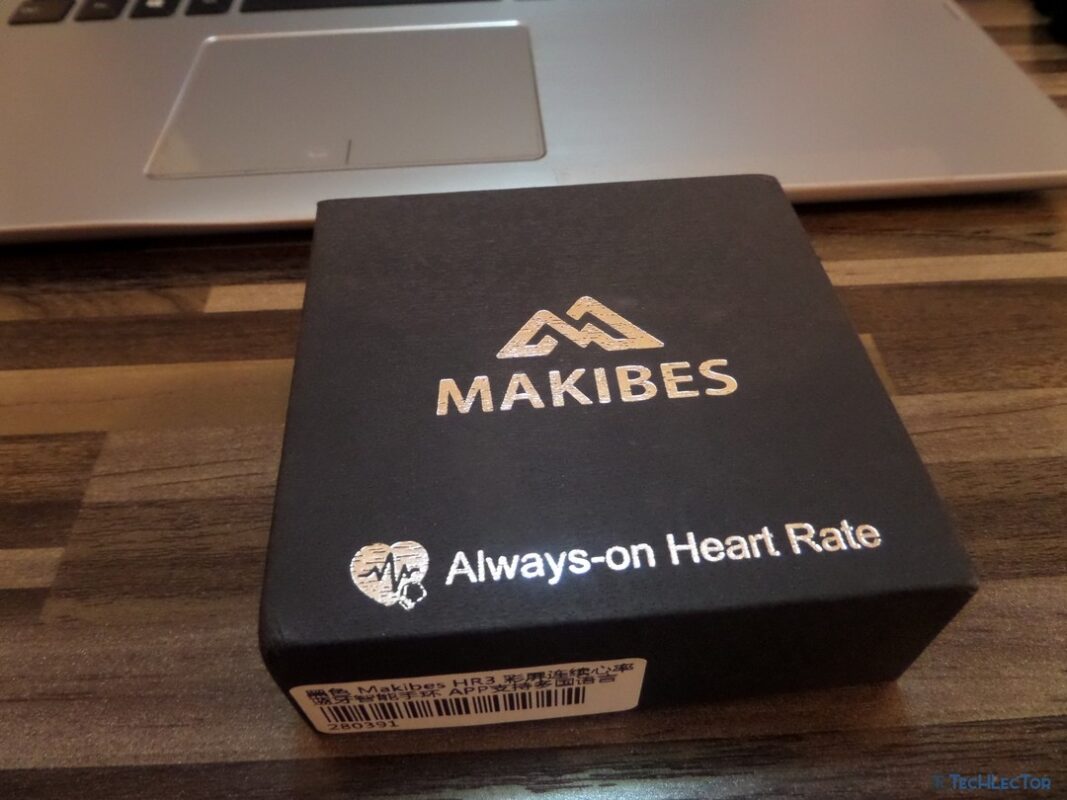 MAKIBES
Always-on Heart Rate
黑色 Makibes HR3 彩屏连续心率
蓝牙智能手环 APP支持多国语言
280391
TECHLECTOR